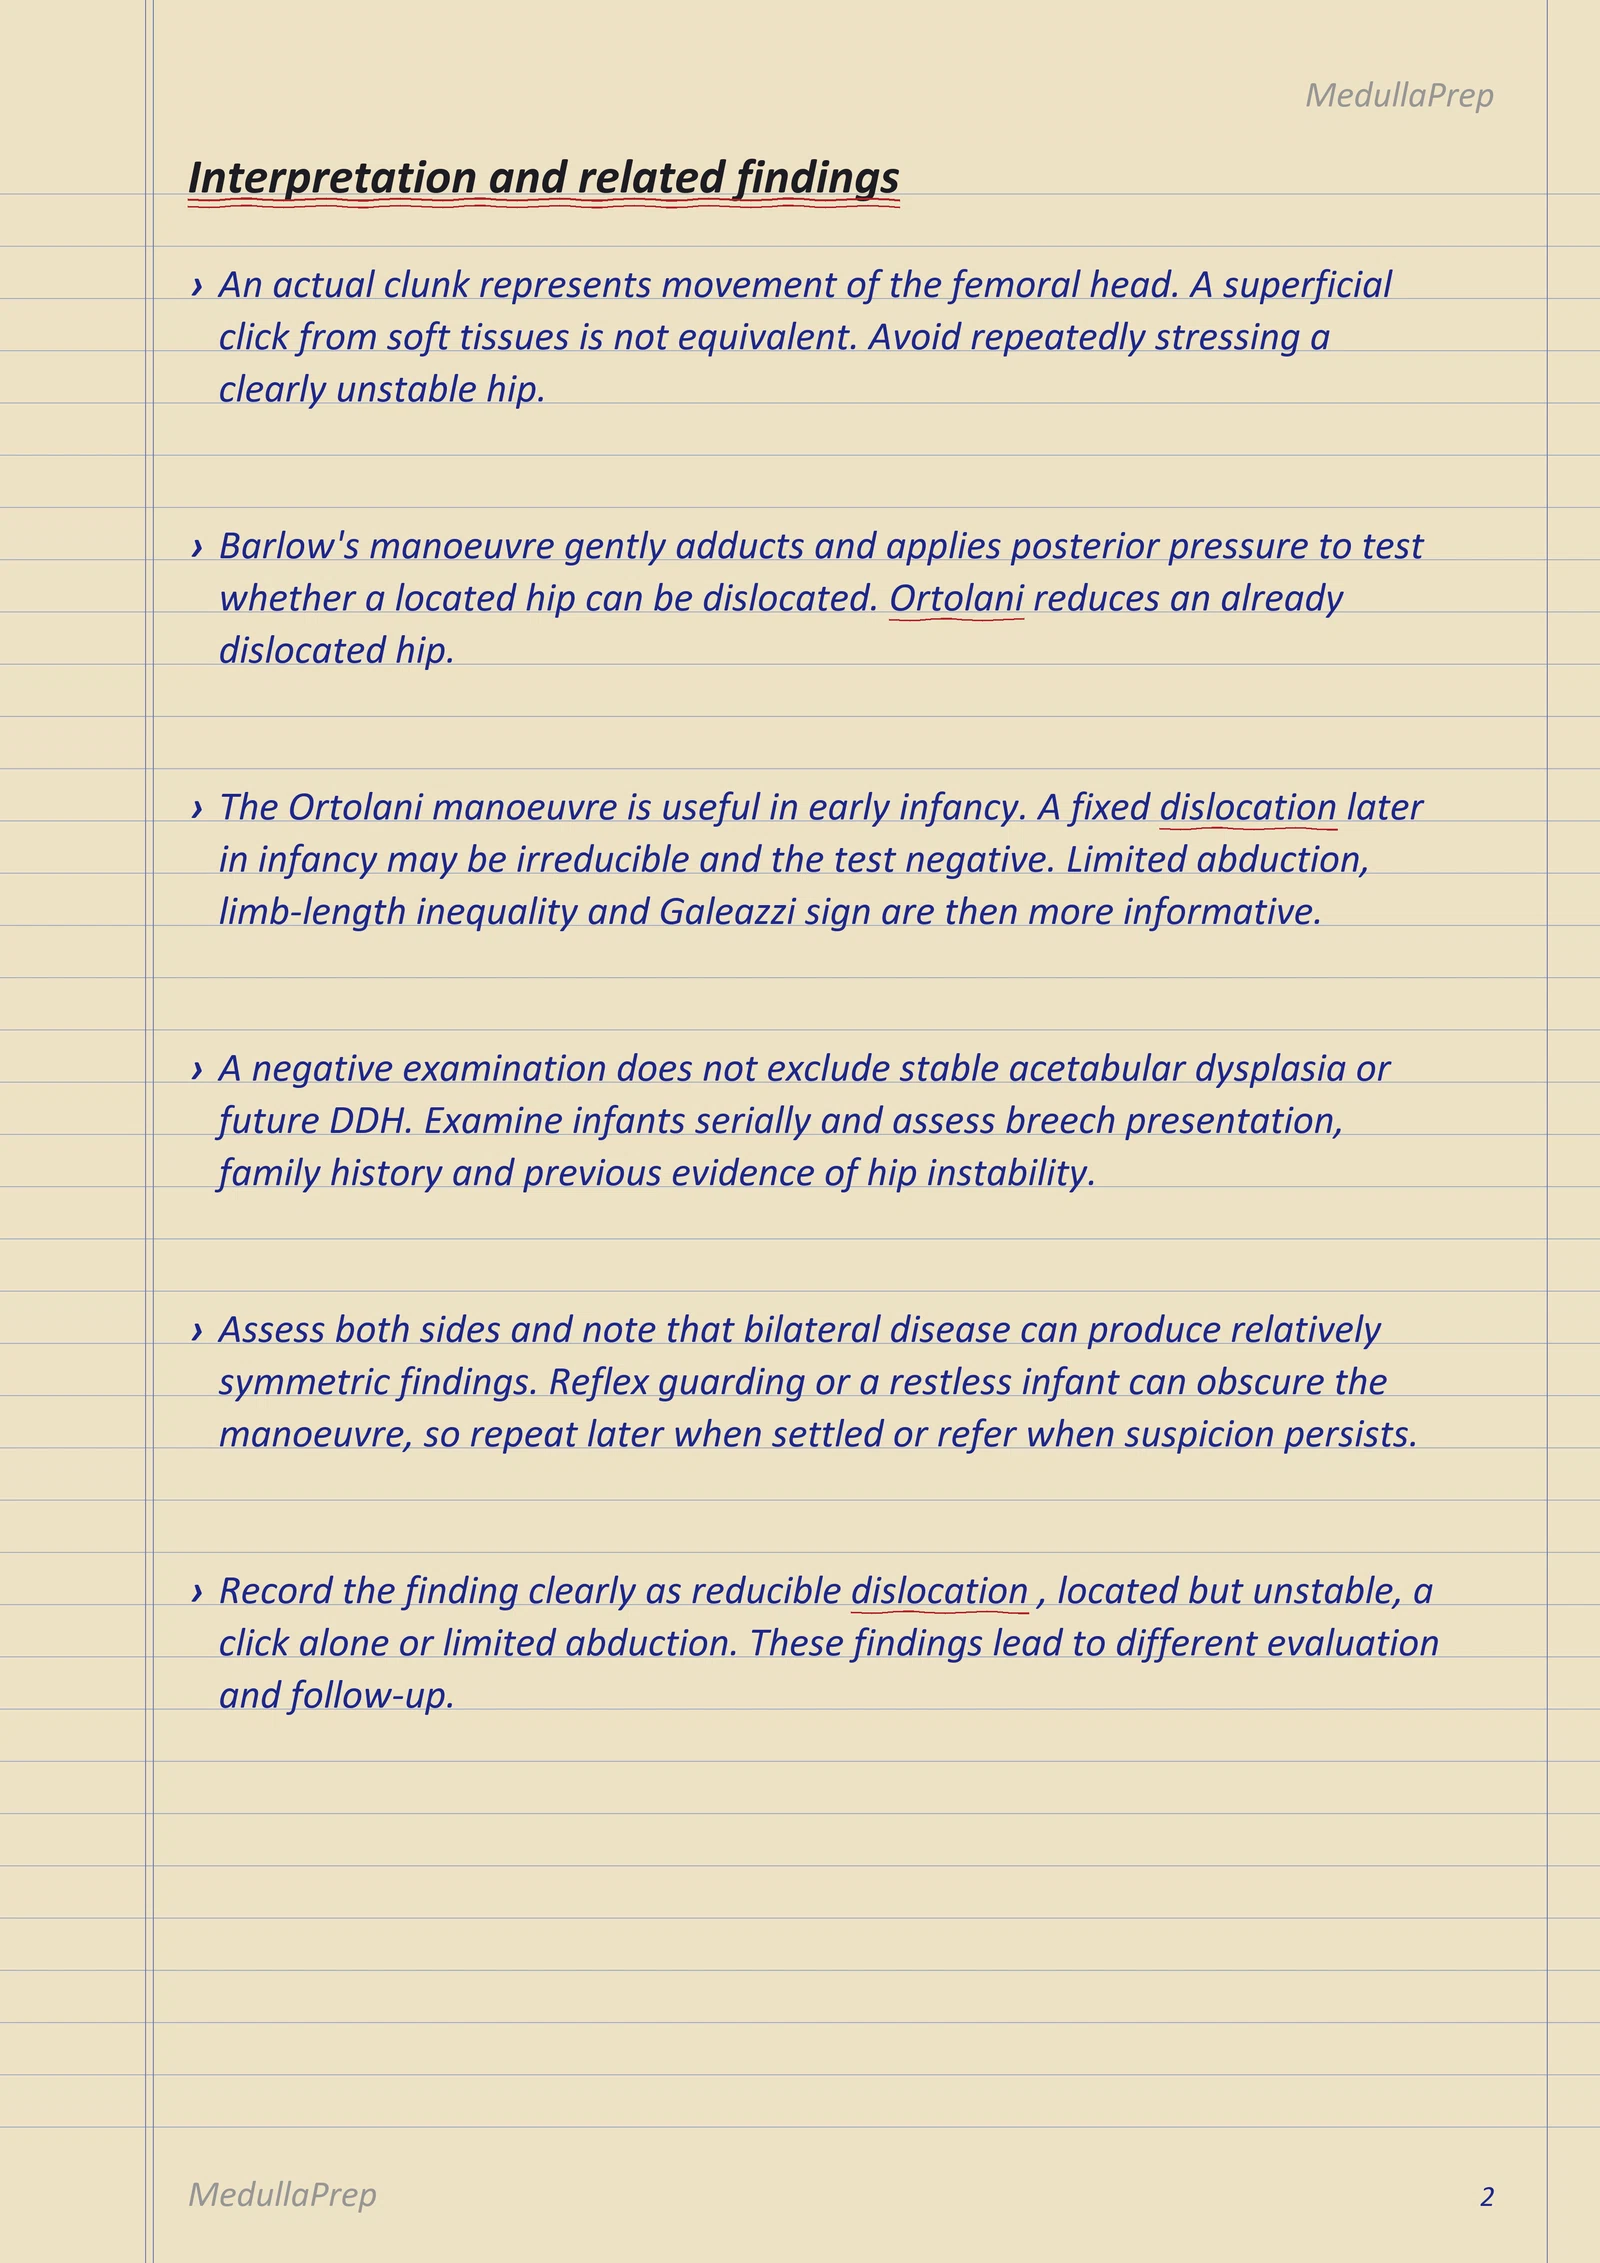 MedullaPrep
Interpretation and related findings
› An actual clunk represents movement of the femoral head. A superficial
click from soft tissues is not equivalent. Avoid repeatedly stressing a
clearly unstable hip.
› Barlow's manoeuvre gently adducts and applies posterior pressure to test
whether a located hip can be dislocated. Ortolani reduces an already
dislocated hip.
› The Ortolani manoeuvre is useful in early infancy. A fixed dislocation later
in infancy may be irreducible and the test negative. Limited abduction,
limb-length inequality and Galeazzi sign are then more informative.
› A negative examination does not exclude stable acetabular dysplasia or
future DDH. Examine infants serially and assess breech presentation,
family history and previous evidence of hip instability.
› Assess both sides and note that bilateral disease can produce relatively
symmetric findings. Reflex guarding or a restless infant can obscure the
manoeuvre, so repeat later when settled or refer when suspicion persists.
› Record the finding clearly as reducible dislocation , located but unstable, a
click alone or limited abduction. These findings lead to different evaluation
and follow-up.
MedullaPrep
2